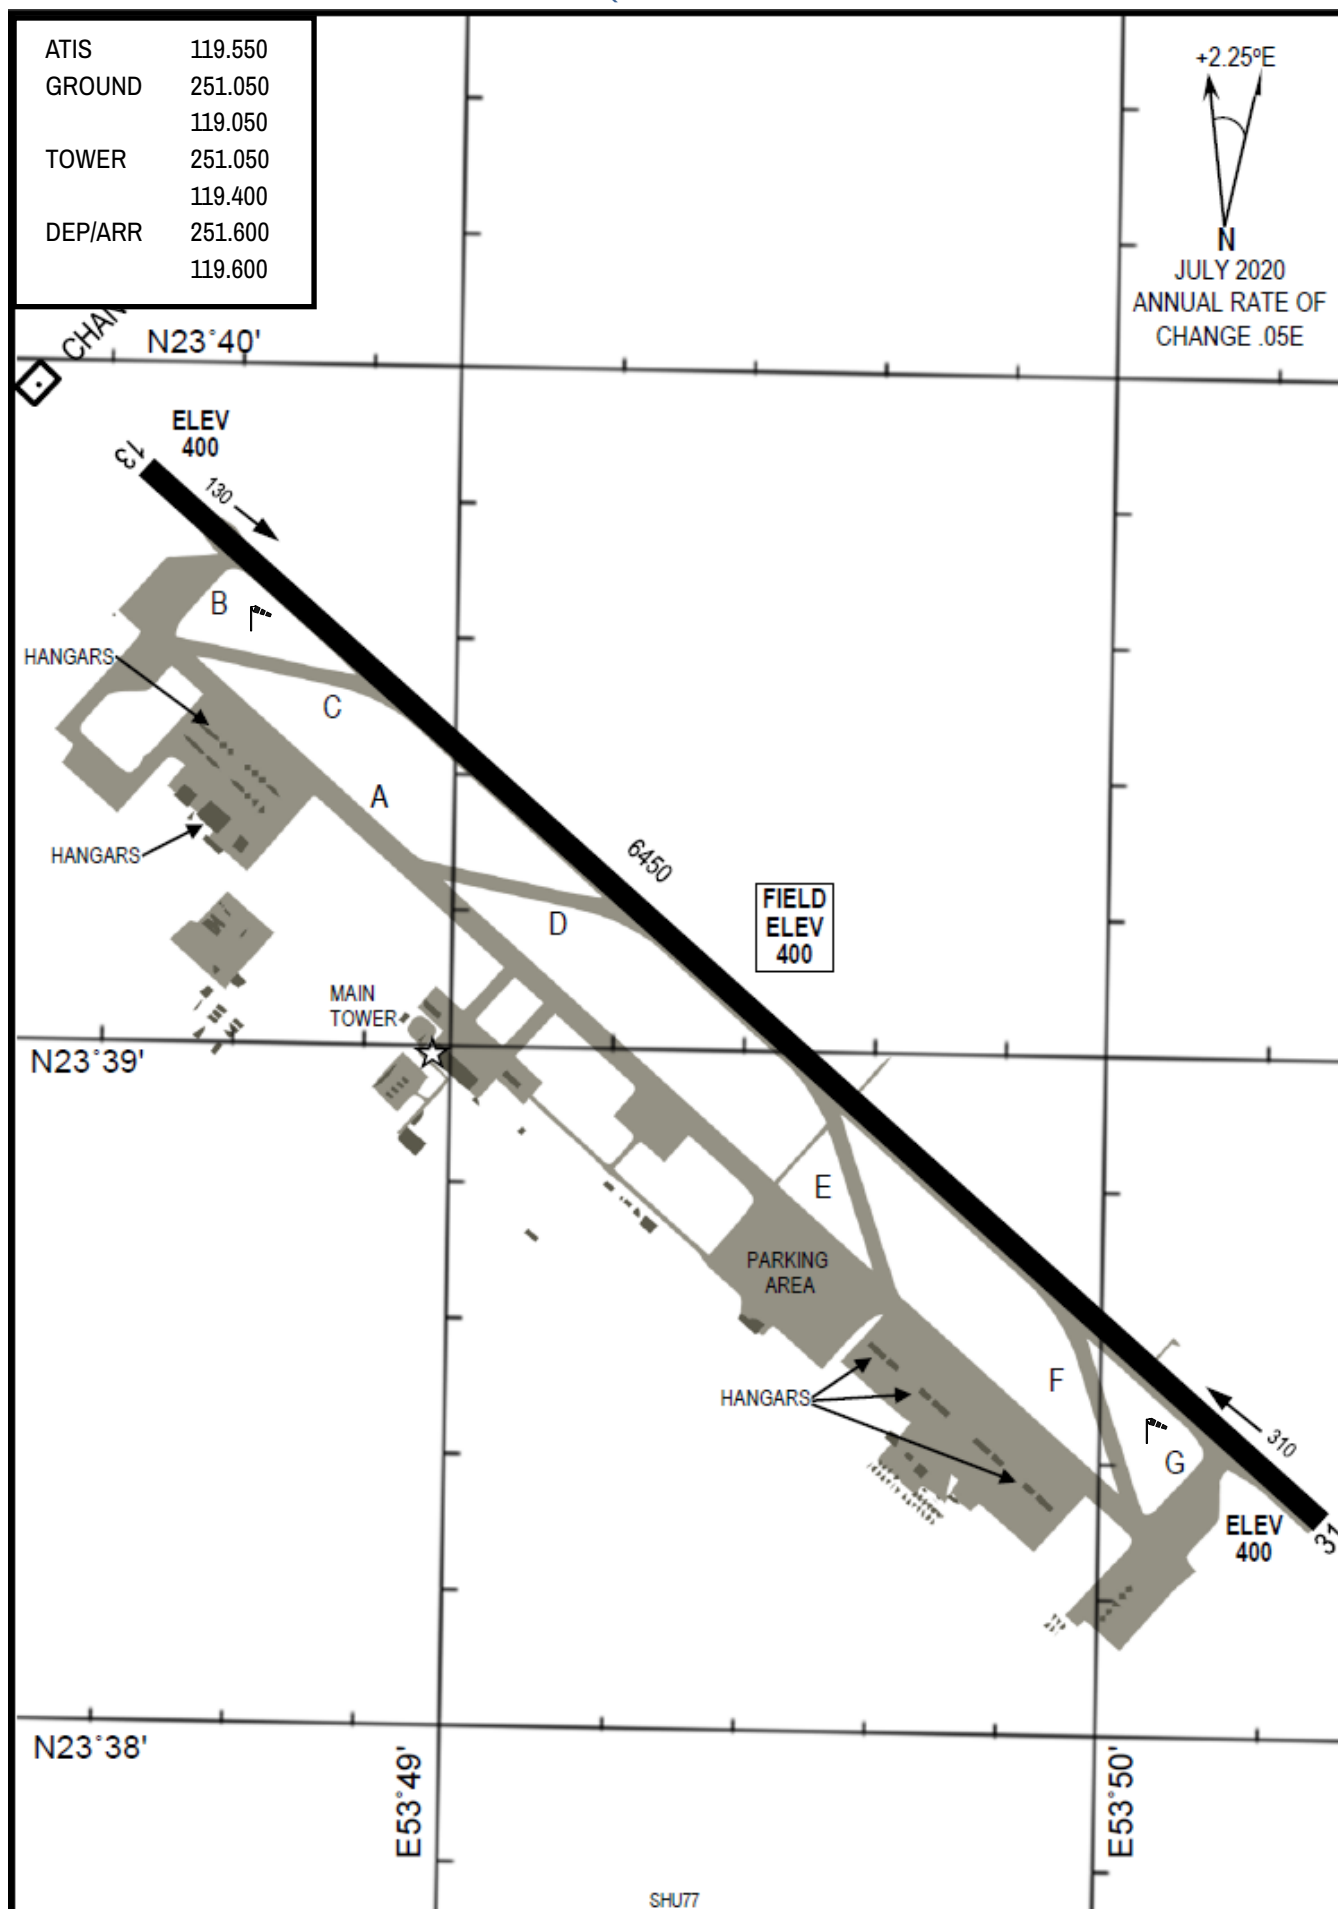 ATIS 119.550
GROUND 251.050
119.050
TOWER 251.050
119.400
DEP/ARR 251.600
119.600
+2.25°E
N
JULY 2020
ANNUAL RATE OF
CHANGE .05E
CHAN
N23°40'
ELEV
400
13
130
B
HANGARS
C
A
HANGARS
6450
D
FIELD
ELEV
400
MAIN
TOWER
N23°39'
E
PARKING
AREA
HANGARS
F
310
G
ELEV
400
31
N23°38'
E53°49'
E53°50'
SHU77